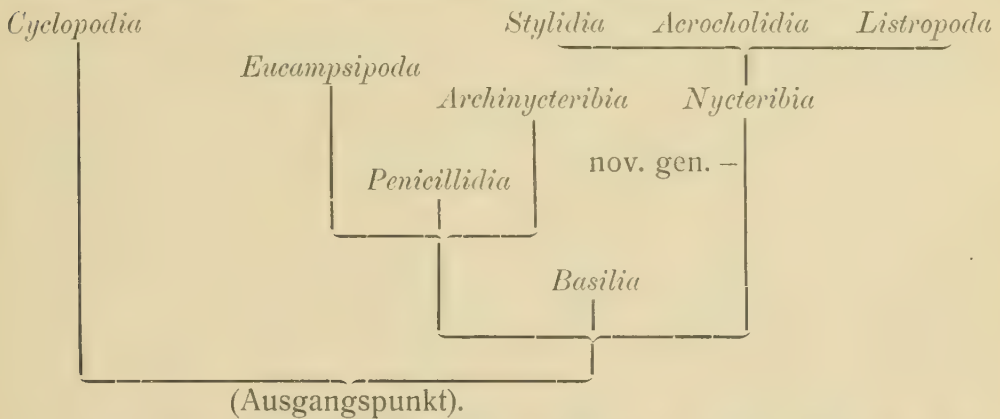 Cyclopodia Stylidia Acrocholidia Listropoda
Eucampsipoda
Archinycteribia Nycteribia
nov. gen. –
Penicillidia
Basilia
(Ausgangspunkt).